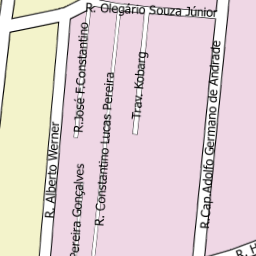 R. Olegário Souza Júnior
R. José F.Constantino
R. Constantino Lucas Pereira
Trav. Kobarg
R.Cap.Adolfo Germano de Andrade
R. Alberto Werner
Pereira Gonçalves
R.